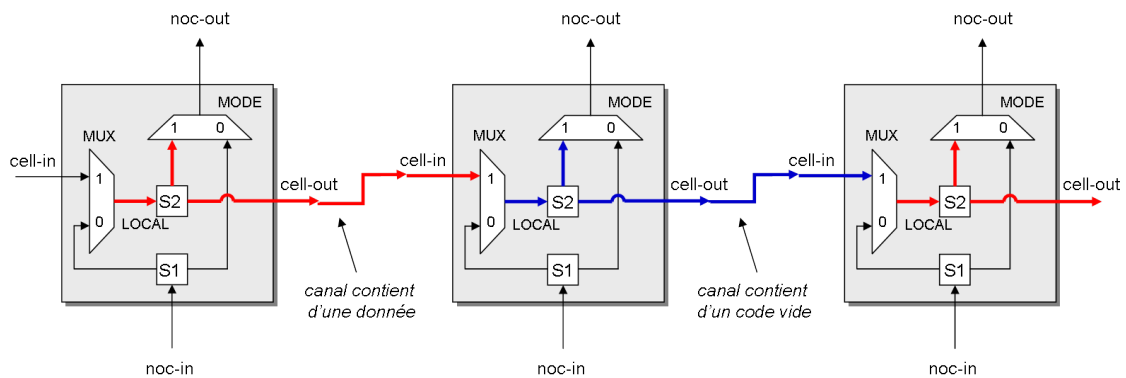 noc-out
noc-out
noc-out
MODE
1 0
MUX
cell-in
1
0
LOCAL
S2
S1
cell-out
noc-in
canal contient
d'une donnée
MODE
1 0
MUX
cell-in
1
0
LOCAL
S2
S1
cell-out
noc-in
canal contient
d'un code vide
MODE
1 0
MUX
cell-in
1
0
LOCAL
S2
S1
cell-out
noc-in